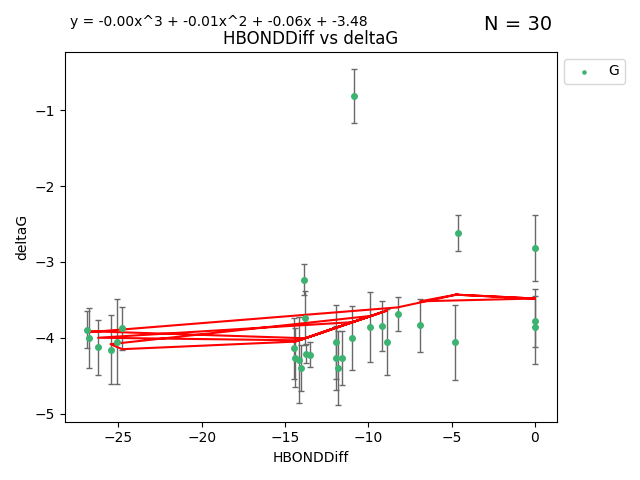 y = -0.00x^3 + -0.01x^2 + -0.06x + -3.48
N = 30
HBONDDiff vs deltaG
G
deltaG
−1
−2
−3
−4
−5
−25
−20
−15
−10
−5
0
HBONDDiff